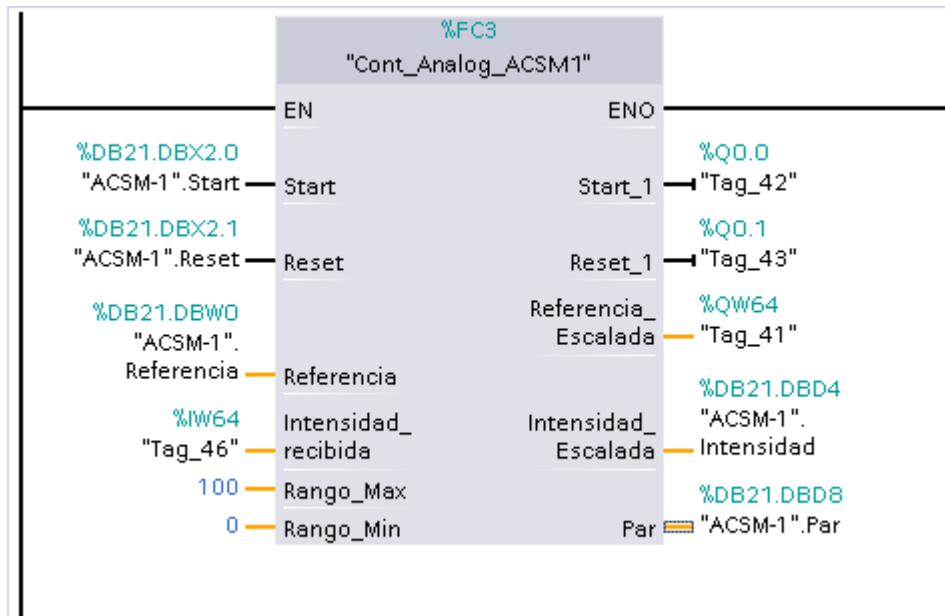 %FC3
"Cont_Analog_ACSM1"
EN
ENO
%DB21.DBX2.0
"ACSM-1".Start
Start
Start_1
%Q0.0
"Tag_42"
%DB21.DBX2.1
"ACSM-1".Reset
Reset
Reset_1
%Q0.1
"Tag_43"
%DB21.DBW0
"ACSM-1".
Referencia
Referencia
Referencia_
Escalada
%QW64
"Tag_41"
%IW64
"Tag_46"
Intensidad_
recibida
Intensidad_
Escalada
%DB21.DBD4
"ACSM-1".
Intensidad
100
Rango_Max
0
Rango_Min
Par
%DB21.DBD8
"ACSM-1".Par